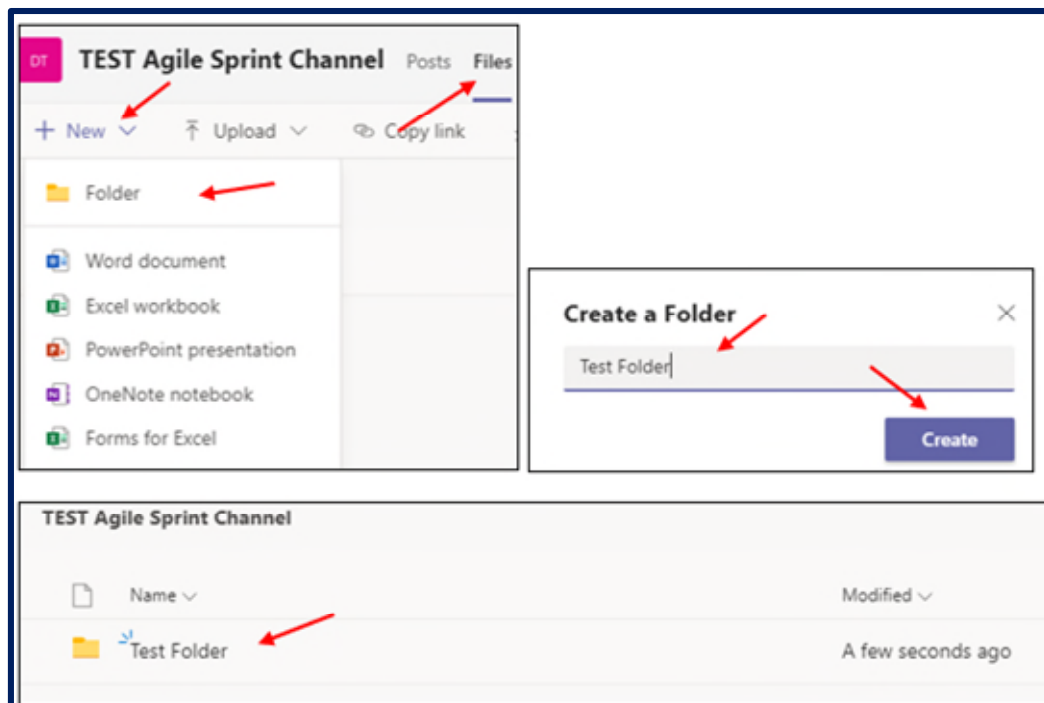 DT TEST Agile Sprint Channel Posts Files
+ New Upload Copy link
Folder
Word document
Excel workbook
PowerPoint presentation
OneNote notebook
Forms for Excel
Create a Folder
Test Folder
Create
TEST Agile Sprint Channel
Name Modified
Test Folder A few seconds ago